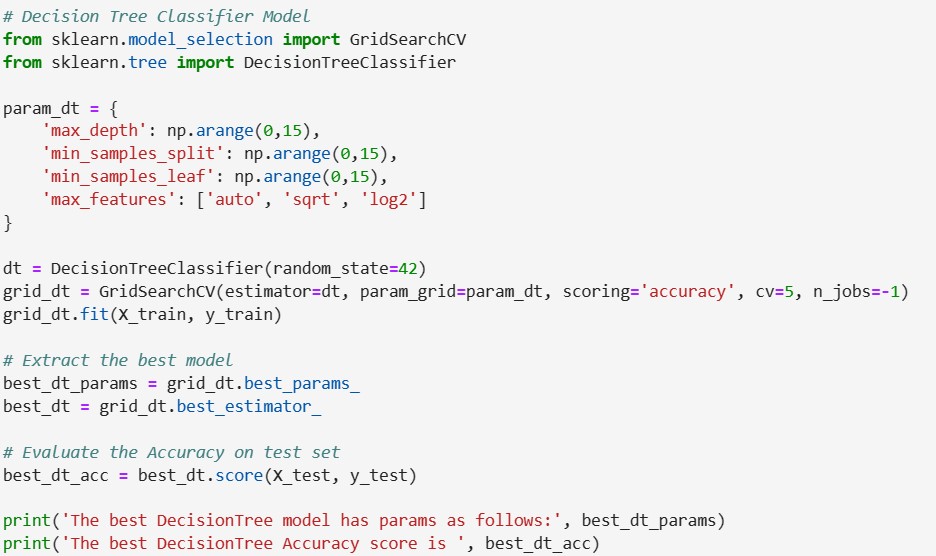 # Decision Tree Classifier Model
from sklearn.model_selection import GridSearchCV
from sklearn.tree import DecisionTreeClassifier

param_dt = {
    'max_depth': np.arange(0,15),
    'min_samples_split': np.arange(0,15),
    'min_samples_leaf': np.arange(0,15),
    'max_features': ['auto', 'sqrt', 'log2']
}

dt = DecisionTreeClassifier(random_state=42)
grid_dt = GridSearchCV(estimator=dt, param_grid=param_dt, scoring='accuracy', cv=5, n_jobs=-1)
grid_dt.fit(X_train, y_train)

# Extract the best model
best_dt_params = grid_dt.best_params_
best_dt = grid_dt.best_estimator_

# Evaluate the Accuracy on test set
best_dt_acc = best_dt.score(X_test, y_test)

print('The best DecisionTree model has params as follows:', best_dt_params)
print('The best DecisionTree Accuracy score is ', best_dt_acc)